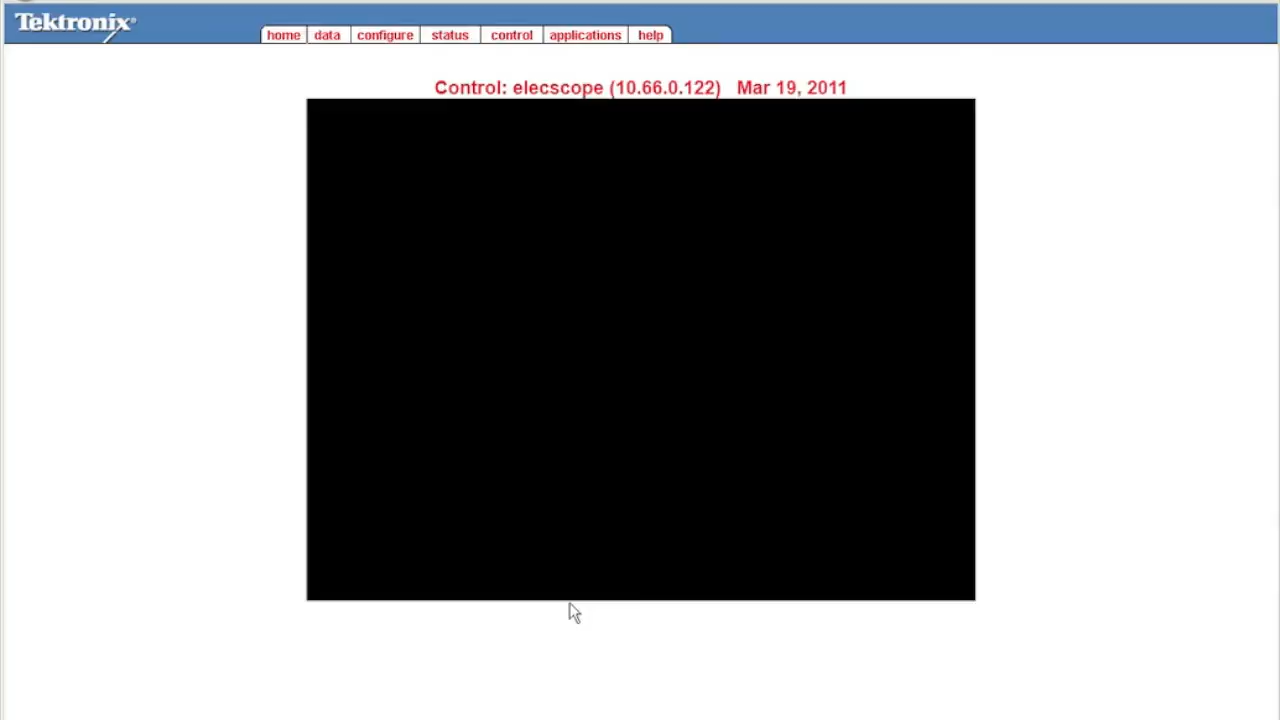 Tektronix®
home data configure status control applications help
Control: elecscope (10.66.0.122) Mar 19, 2011